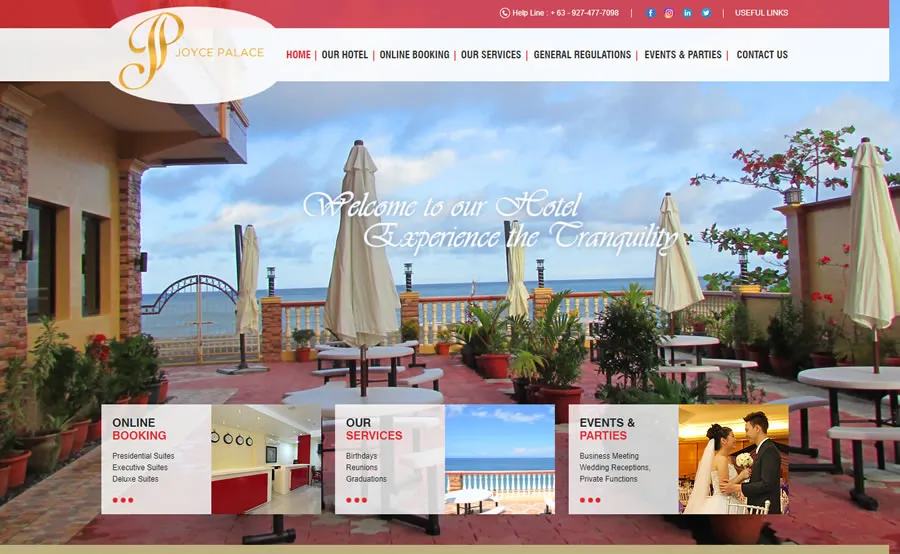 Help Line : + 63 - 927-477-7098 | | USEFUL LINKS
JP
JOYCE PALACE
HOME | OUR HOTEL | ONLINE BOOKING | OUR SERVICES | GENERAL REGULATIONS | EVENTS & PARTIES | CONTACT US
Welcome to our Hotel
Experience the Tranquility
ONLINE
BOOKING
Presidential Suites
Executive Suites
Deluxe Suites
OUR
SERVICES
Birthdays
Reunions
Graduations
EVENTS &
PARTIES
Business Meeting
Wedding Receptions,
Private Functions